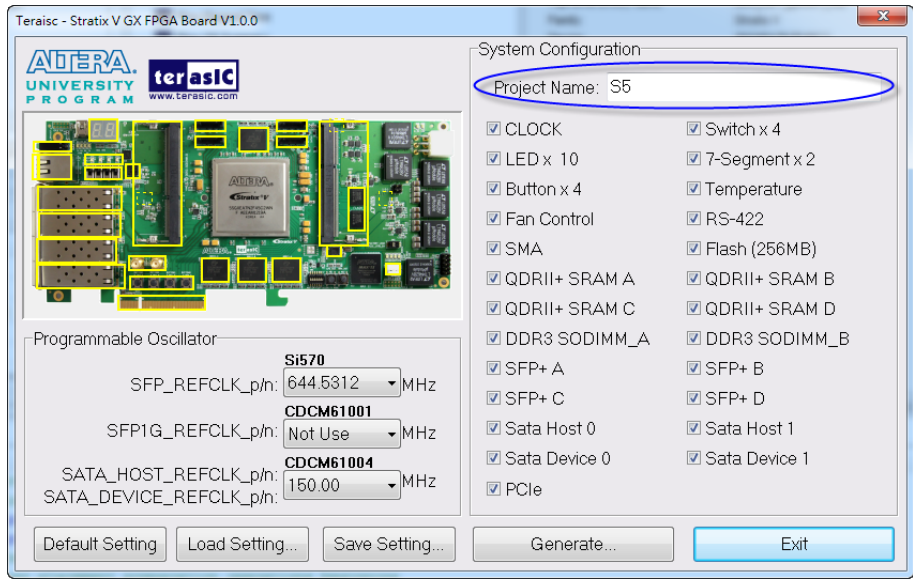 Teraisc - Stratix V GX FPGA Board V1.0.0
ALTERA.
UNIVERSITY
PROGRAM
terasIC
www.terasic.com
ALTERA.
Stratix V
Programmable Oscillator
Si570
SFP_REFCLK_p/n: 644.5312 MHz
CDCM61001
SFP1G_REFCLK_p/n: Not Use MHz
CDCM61004
SATA_HOST_REFCLK_p/n:
SATA_DEVICE_REFCLK_p/n: 150.00 MHz
System Configuration
Project Name: S5
CLOCK Switch x 4
LED x 10 7-Segment x 2
Button x 4 Temperature
Fan Control RS-422
SMA Flash (256MB)
QDRII+ SRAM A QDRII+ SRAM B
QDRII+ SRAM C QDRII+ SRAM D
DDR3 SODIMM_A DDR3 SODIMM_B
SFP+ A SFP+ B
SFP+ C SFP+ D
Sata Host 0 Sata Host 1
Sata Device 0 Sata Device 1
PCIe
Default Setting Load Setting... Save Setting... Generate... Exit